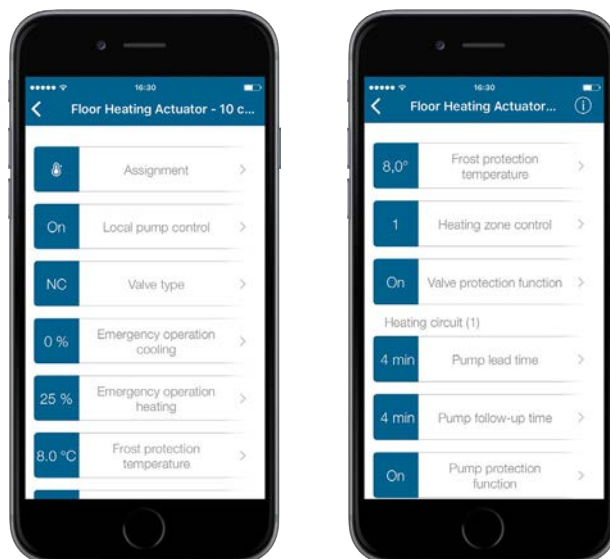 16:30
Floor Heating Actuator - 10 c...
Assignment
On
Local pump control
NC
Valve type
0 %
Emergency operation
cooling
25 %
Emergency operation
heating
8.0 °C
Frost protection
temperature
16:30
Floor Heating Actuator...
8,0°
Frost protection
temperature
1
Heating zone control
On
Valve protection function
Heating circuit (1)
4 min
Pump lead time
4 min
Pump follow-up time
On
Pump protection
function